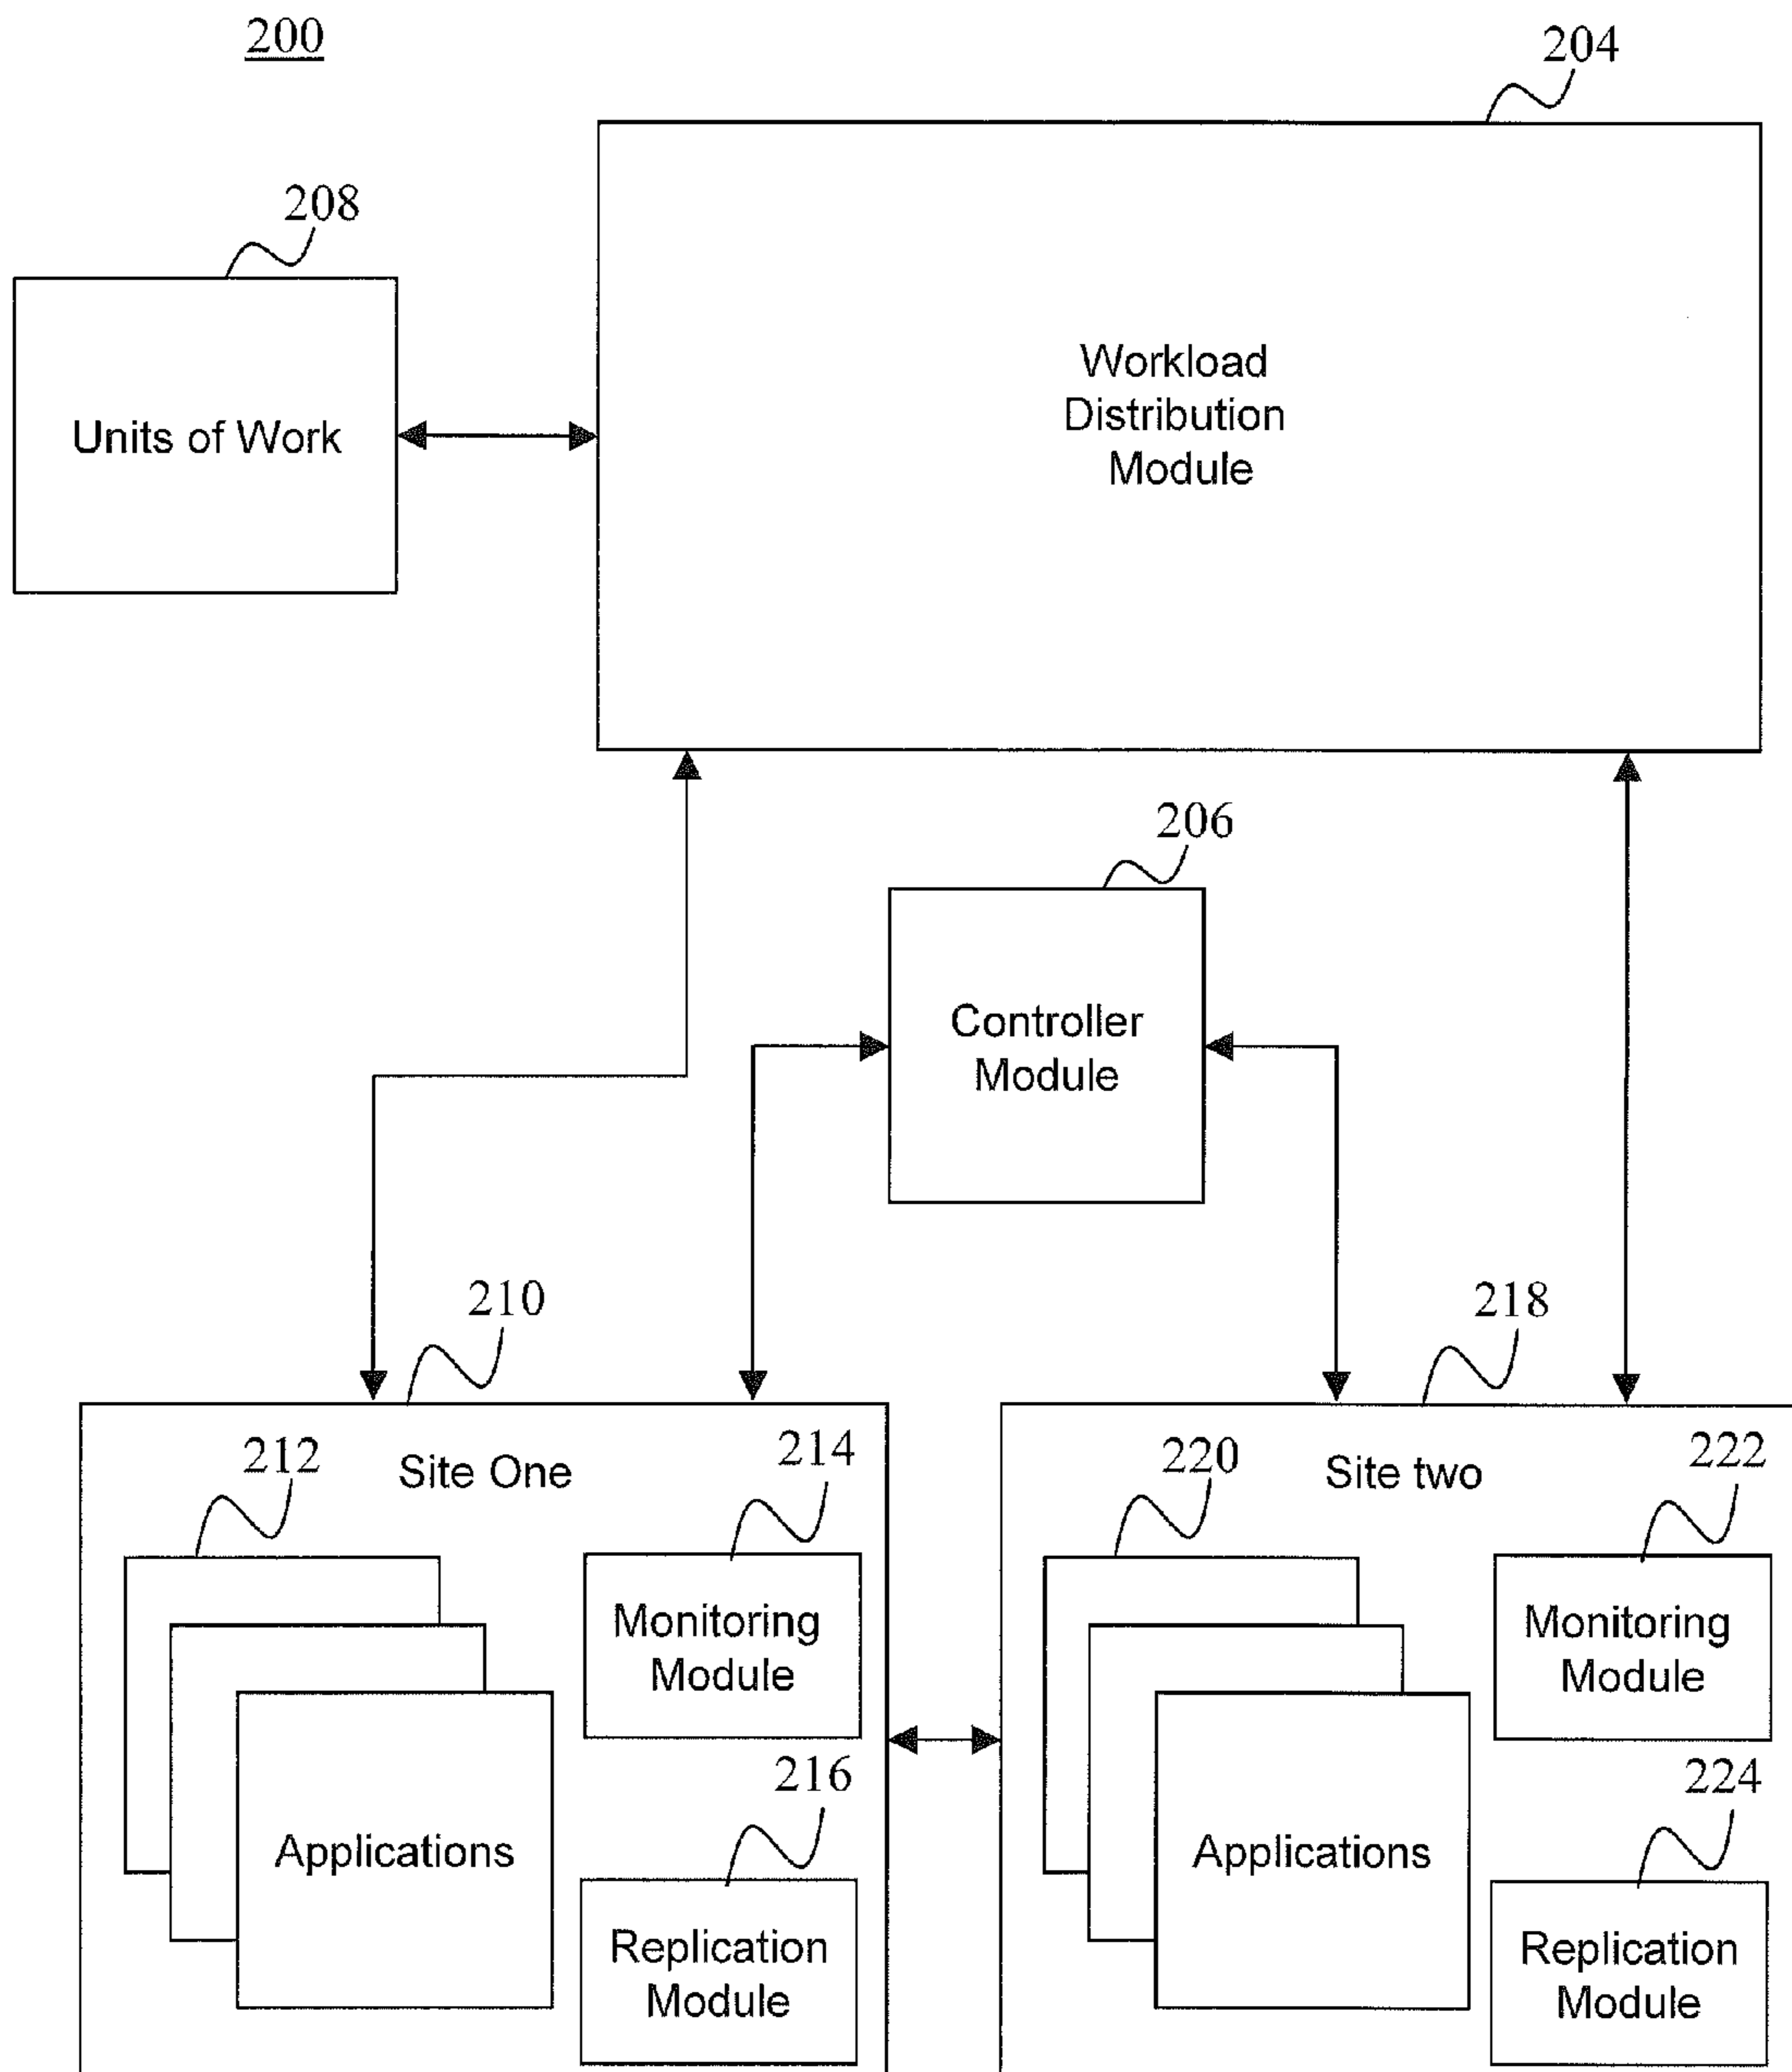 200
204
208
Workload
Distribution
Module
Units of Work
206
Controller
Module
210
218
212
Site One
214
220
Site two
222
Monitoring
Module
Monitoring
Module
216
224
Applications
Applications
Replication
Module
Replication
Module